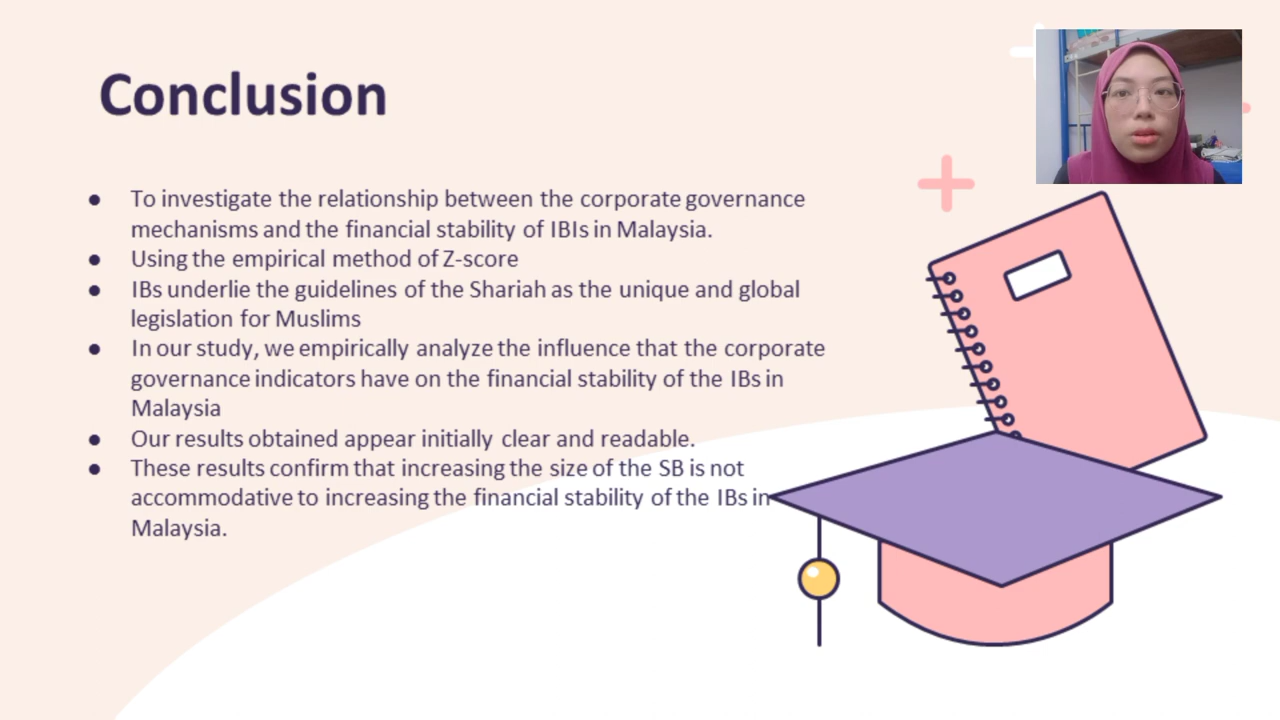 Conclusion
● To investigate the relationship between the corporate governance
mechanisms and the financial stability of IBIs in Malaysia.
● Using the empirical method of Z-score
● IBs underlie the guidelines of the Shariah as the unique and global
legislation for Muslims
● In our study, we empirically analyze the influence that the corporate
governance indicators have on the financial stability of the IBs in
Malaysia
● Our results obtained appear initially clear and readable.
● These results confirm that increasing the size of the SB is not
accommodative to increasing the financial stability of the IBs in
Malaysia.